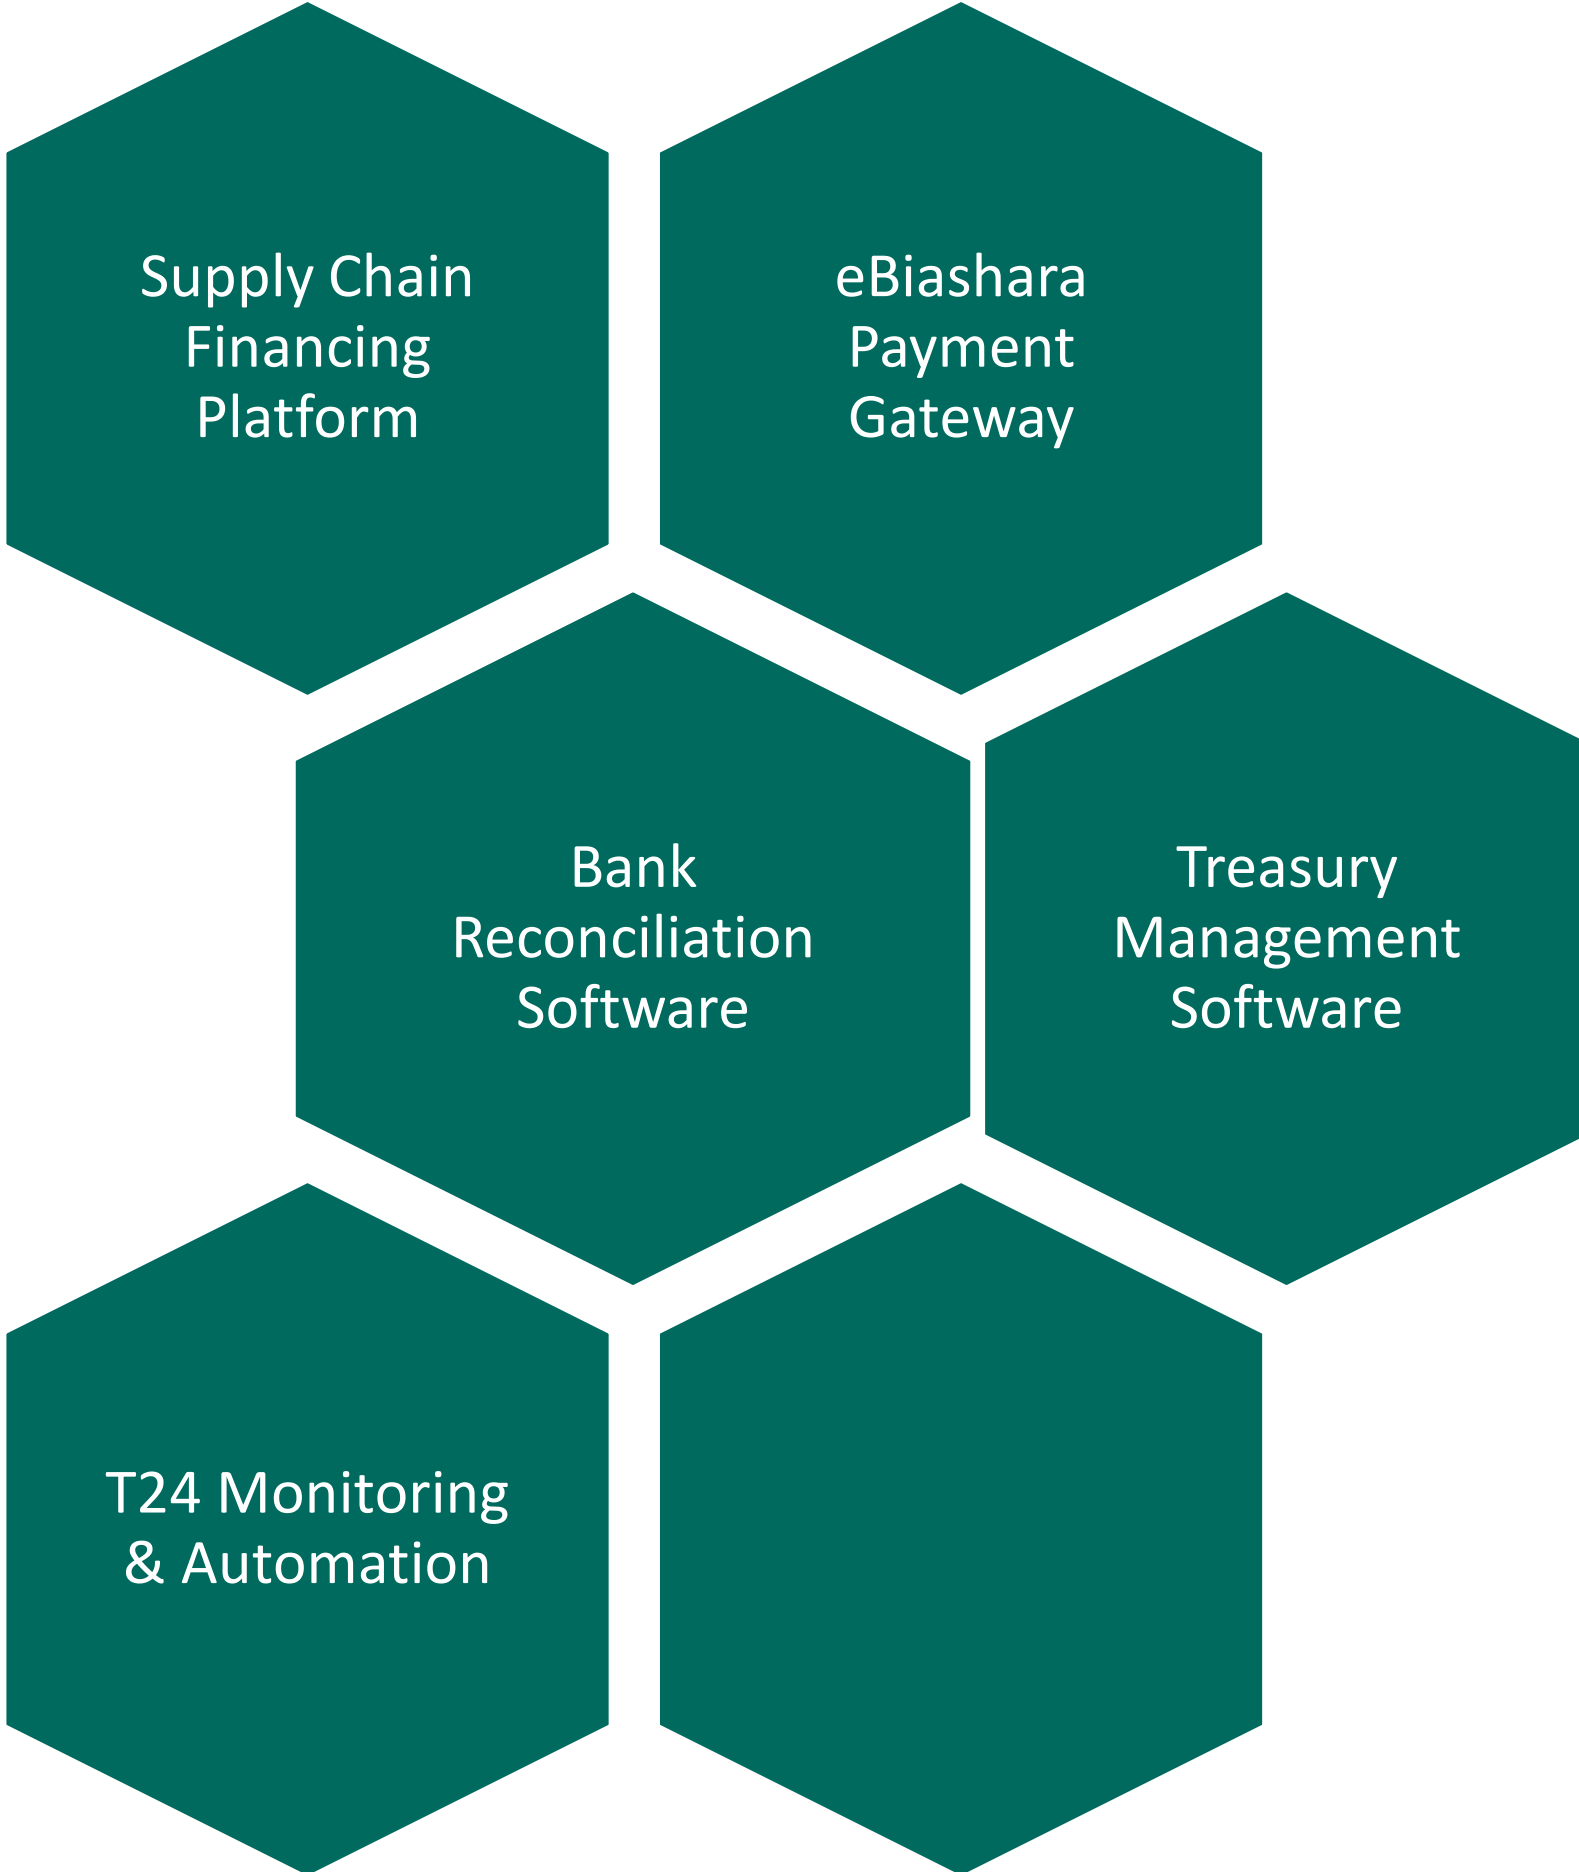 Supply Chain
Financing
Platform
eBiashara
Payment
Gateway
Bank
Reconciliation
Software
Treasury
Management
Software
T24 Monitoring
& Automation